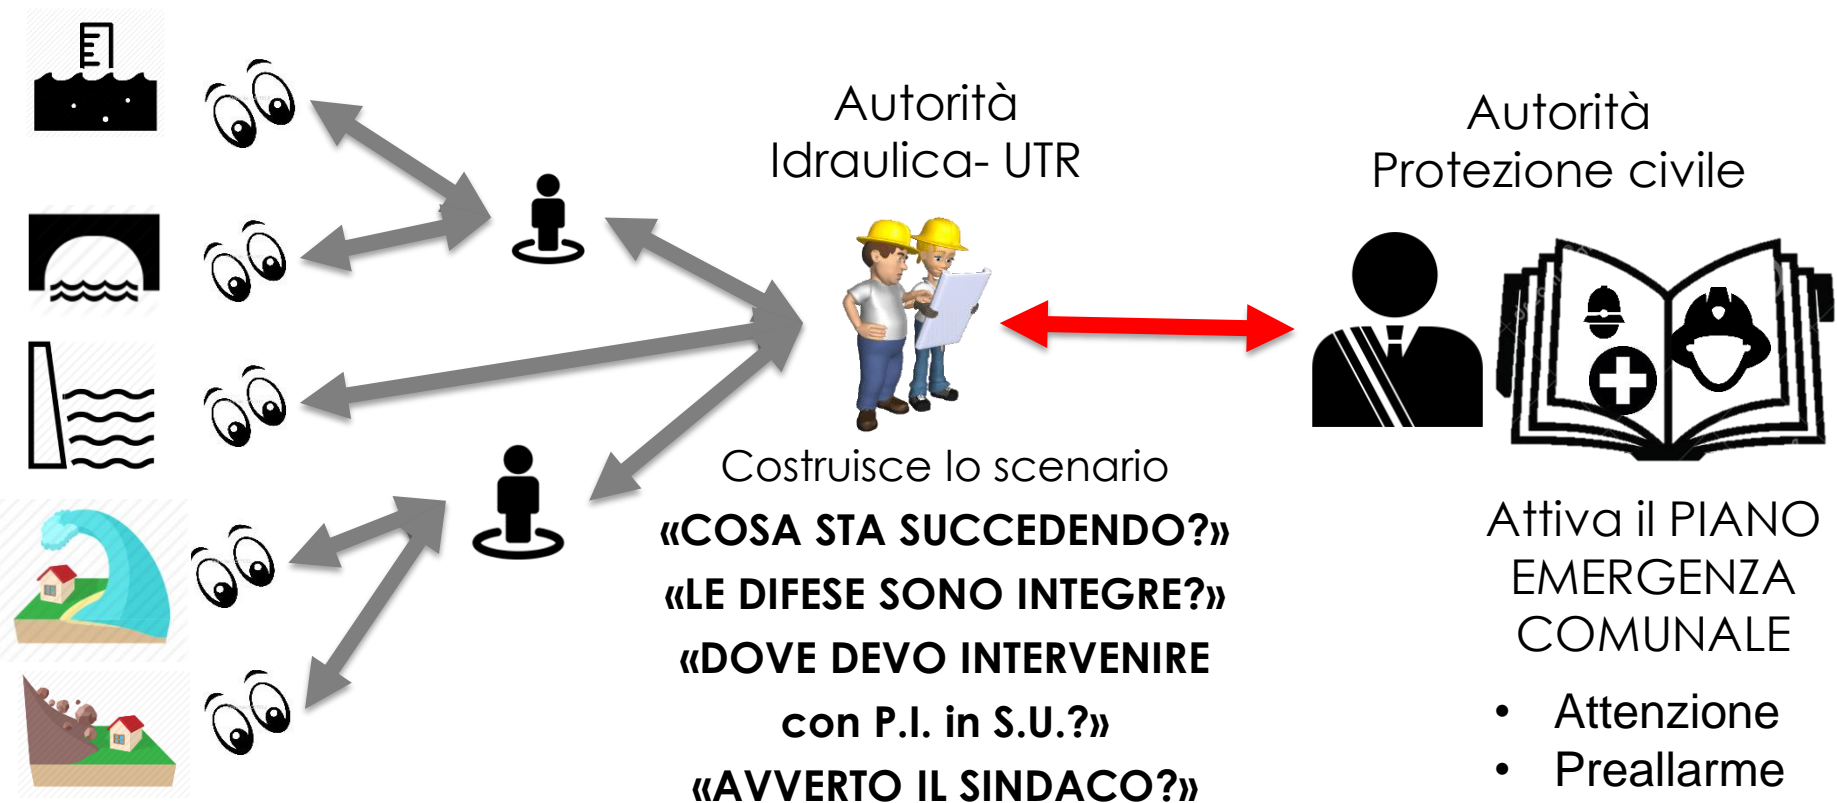 Autorità
Idraulica- UTR
Autorità
Protezione civile
Costruisce lo scenario
«COSA STA SUCCEDENDO?»
«LE DIFESE SONO INTEGRE?»
«DOVE DEVO INTERVENIRE
con P.I. in S.U.?»
«AVVERTO IL SINDACO?»
Attiva il PIANO
EMERGENZA
COMUNALE
• Attenzione
• Preallarme